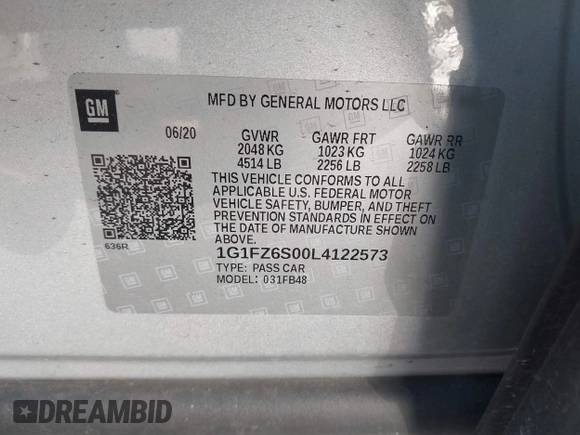 GM
MFD BY GENERAL MOTORS LLC
06/20 GVWR GAWR FRT GAWR RR
2048 KG 1023 KG 1024 KG
4514 LB 2256 LB 2258 LB
THIS VEHICLE CONFORMS TO ALL
APPLICABLE U.S. FEDERAL MOTOR
VEHICLE SAFETY, BUMPER, AND THEFT
PREVENTION STANDARDS IN EFFECT ON
THE DATE OF MANUFACTURE SHOWN
ABOVE.
636R
1G1FZ6S00L4122573
TYPE: PASS CAR
MODEL: 031FB48
DREAMBID